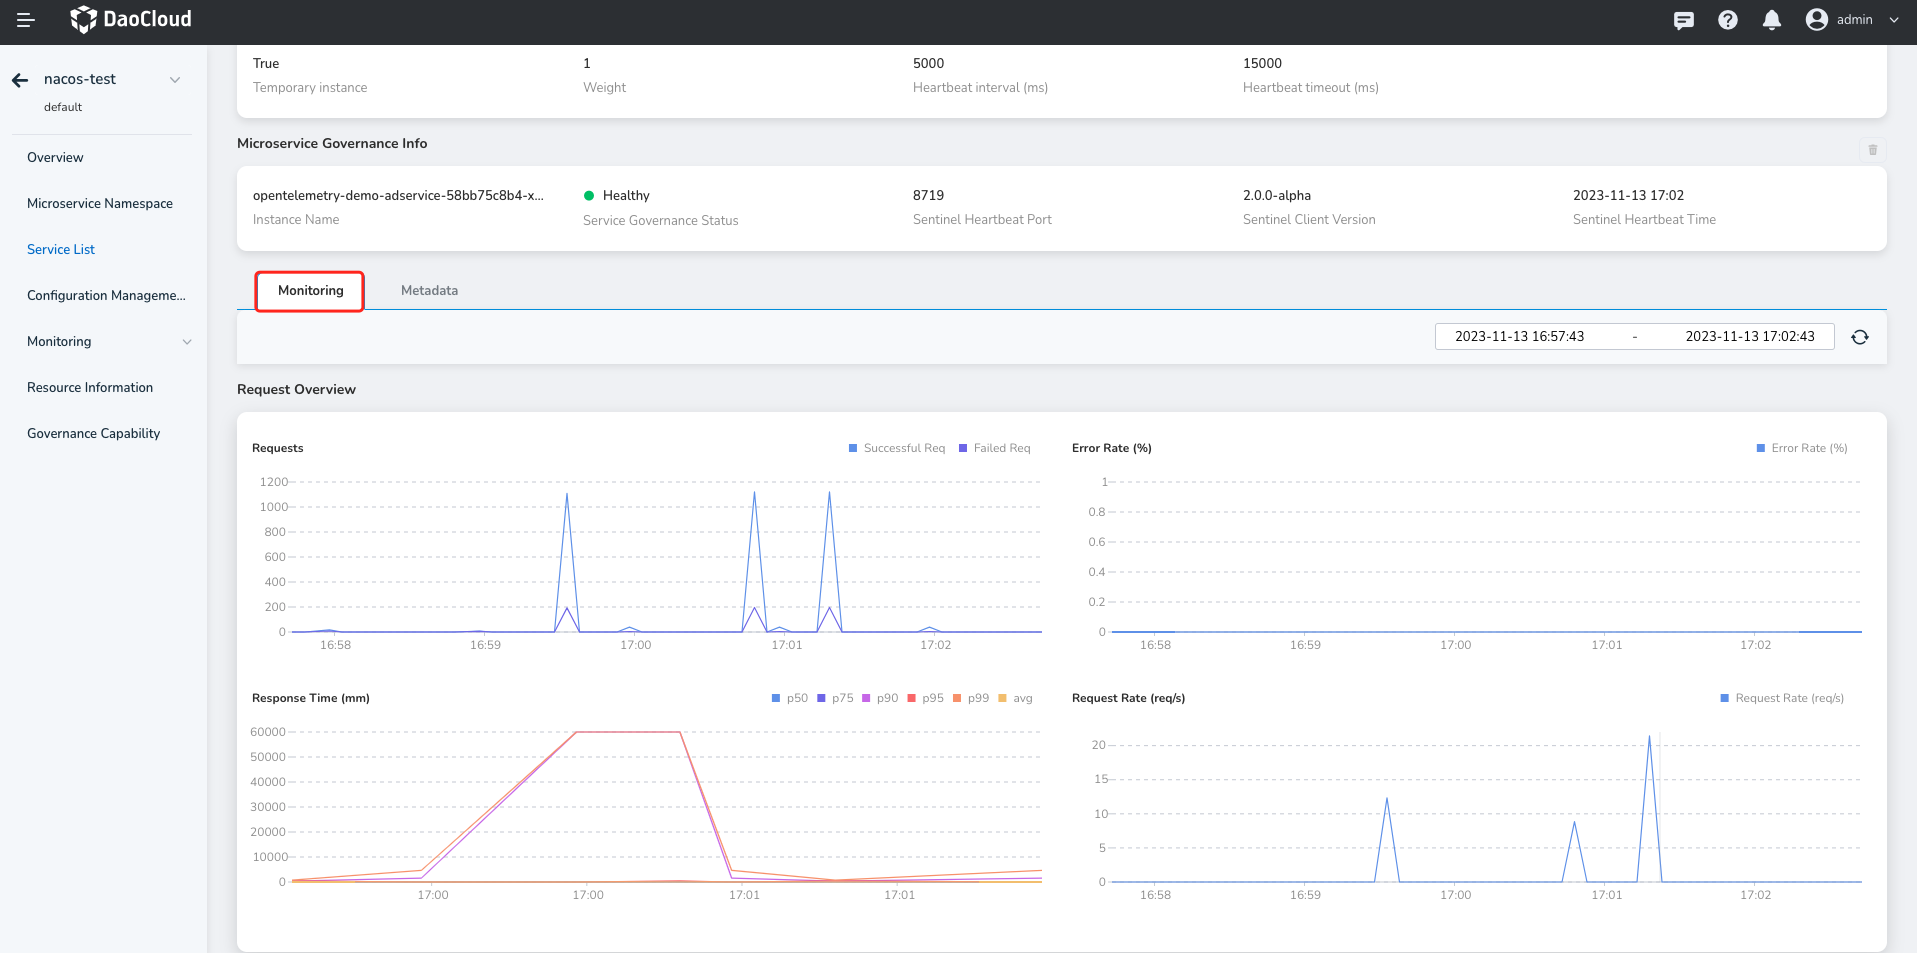 DaoCloud
admin
nacos-test
default
Overview
Microservice Namespace
Service List
Configuration Manageme...
Monitoring
Resource Information
Governance Capability
True 1 5000 15000
Temporary instance Weight Heartbeat interval (ms) Heartbeat timeout (ms)
Microservice Governance Info
opentelemetry-demo-adservice-58bb75c8b4-x... Healthy 8719 2.0.0-alpha 2023-11-13 17:02
Instance Name Service Governance Status Sentinel Heartbeat Port Sentinel Client Version Sentinel Heartbeat Time
Monitoring Metadata
2023-11-13 16:57:43 - 2023-11-13 17:02:43
Request Overview
Requests Successful Req Failed Req
1200
1000
800
600
400
200
0
16:58 16:59 17:00 17:01 17:02
Error Rate (%) Error Rate (%)
1
0.8
0.6
0.4
0.2
0
16:58 16:59 17:00 17:01 17:02
Response Time (mm) p50 p75 p90 p95 p99 avg
60000
50000
40000
30000
20000
10000
0
17:00 17:00 17:01 17:01
Request Rate (req/s) Request Rate (req/s)
20
15
10
5
0
16:58 16:59 17:00 17:01 17:02